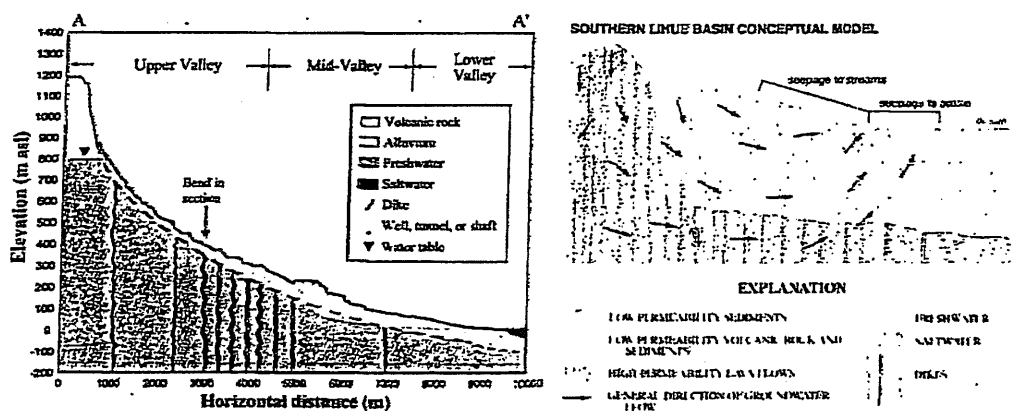 A A'
Elevation (m asl)
1400
1300
1200
1100
1000
900
800
700
600
500
400
300
200
100
0
-100
-200
Upper Valley
Mid-Valley
Lower
Valley
Volcanic rock
Alluvium
Freshwater
Saltwater
Dike
Well, tunnel, or shaft
Water table
Bend in
section
0 1000 2000 3000 4000 5000 6000 7000 8000 9000 10000
Horizontal distance (m)
SOUTHERN LIHUE BASIN CONCEPTUAL MODEL
seepage to streams
seepage to
EXPLANATION
LOW PERMEABILITY SEDIMENTS
LOW PERMEABILITY VOLCANIC ROCK AND
SEDIMENTS
HIGH PERMEABILITY LAVA FLOWS
GENERAL DIRECTION OF GROUNDWATER
FLOW
FRESHWATER
SALTWATER
DIKES